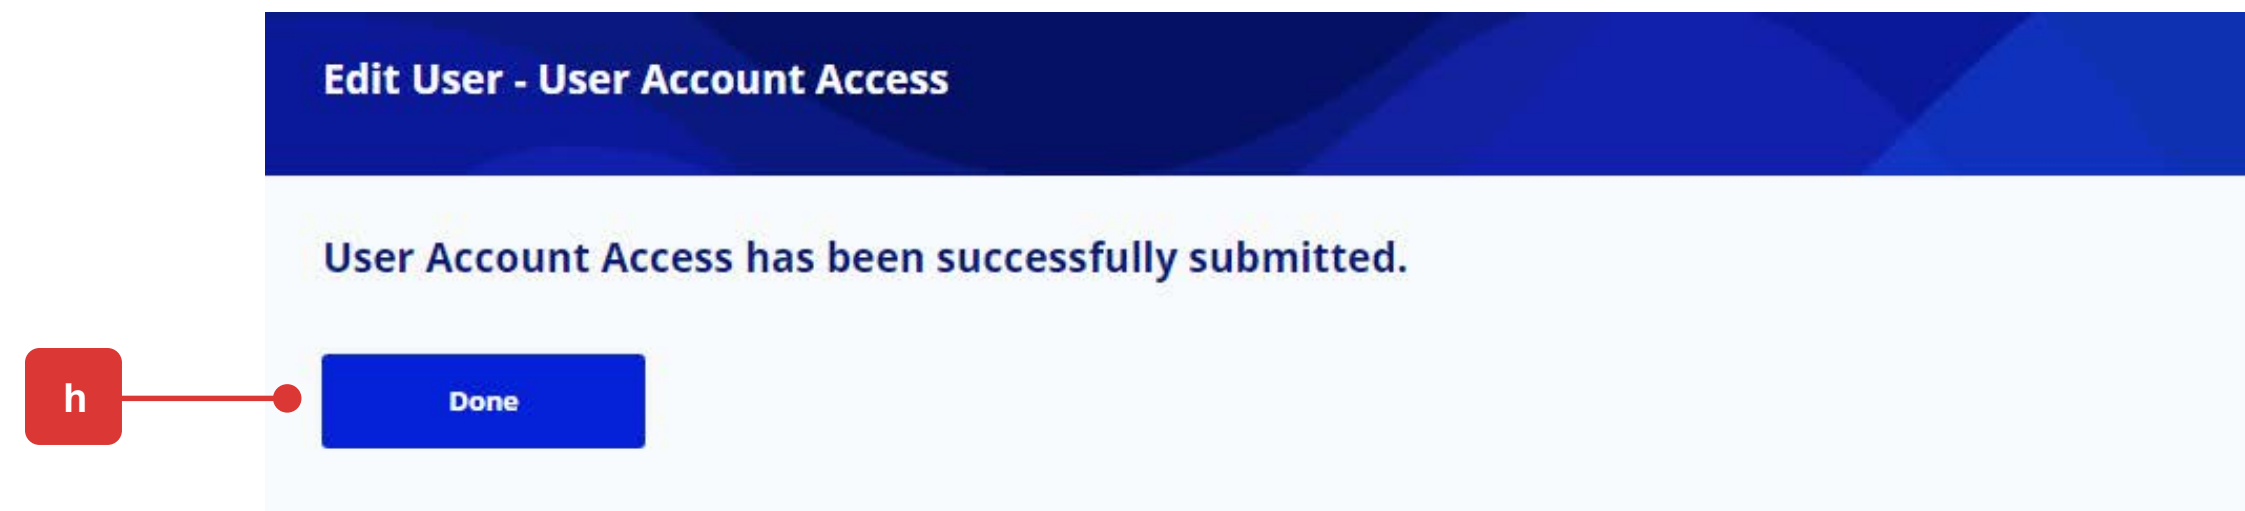 Edit User - User Account Access
User Account Access has been successfully submitted.
h
Done